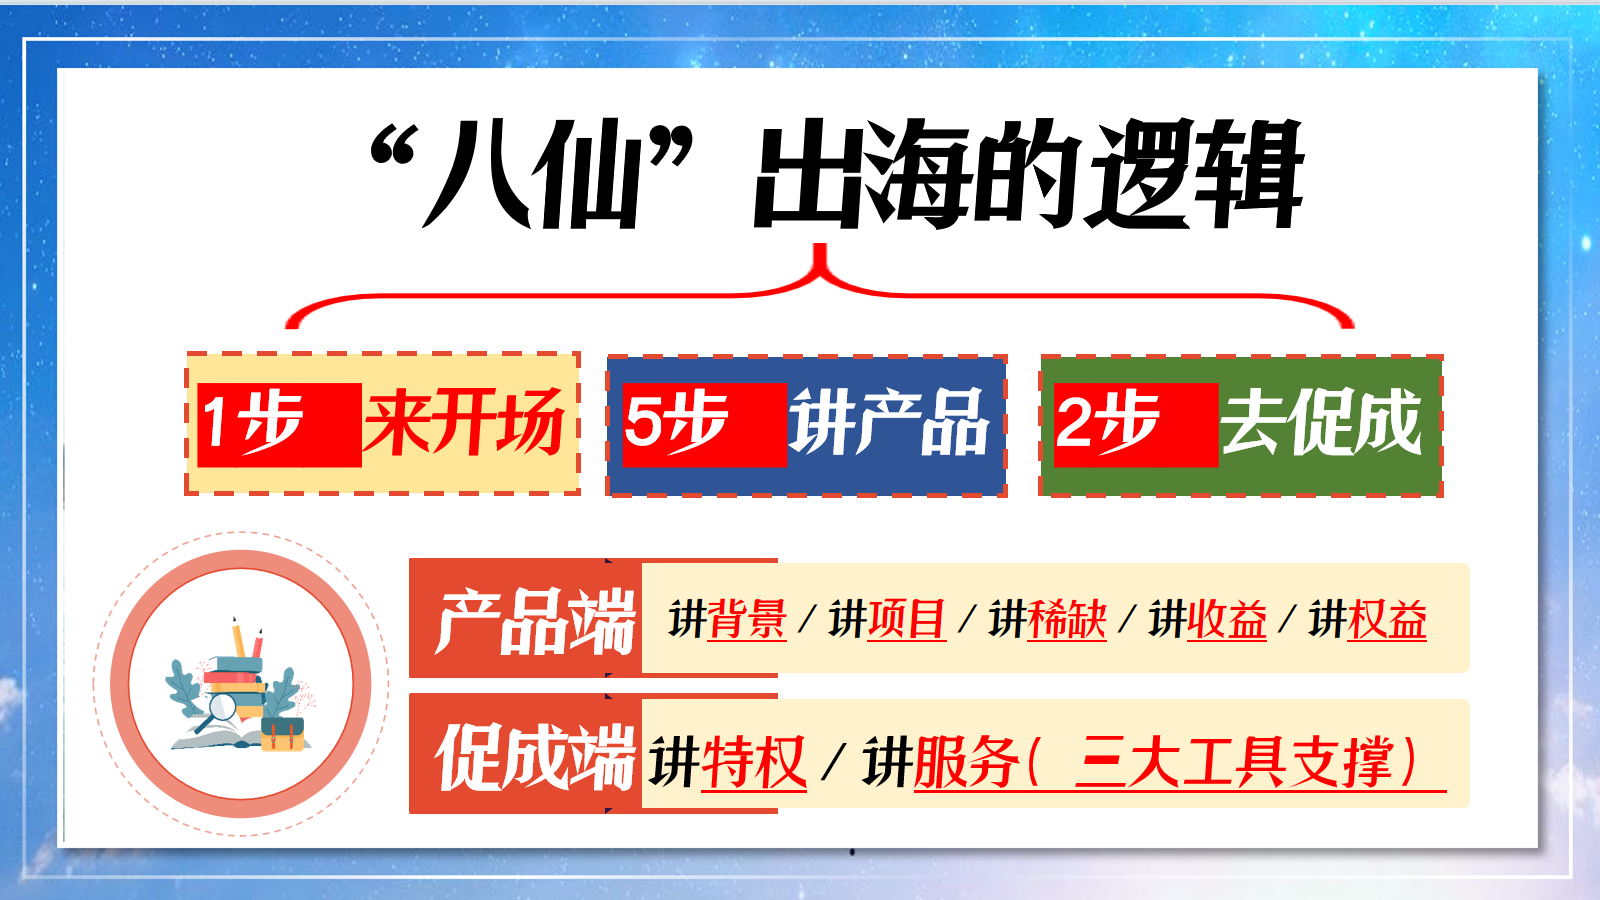 “八仙”出海的逻辑
1步 来开场
5步 讲产品
2步 去促成
产品端
讲背景 / 讲项目 / 讲稀缺 / 讲收益 / 讲权益
促成端
讲特权 / 讲服务（三大工具支撑）